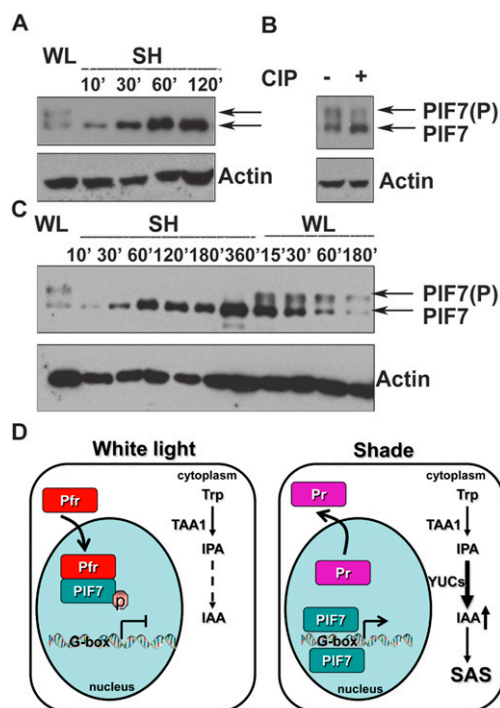 A
WL SH
10' 30' 60' 120'
Actin
B
CIP - +
PIF7(P)
PIF7
C
WL SH WL
10' 30' 60' 120' 180' 360' 15' 30' 60' 180'
PIF7(P)
PIF7
Actin
D
White light
cytoplasm
Pfr
Trp
TAA1
IPA
Pfr
PIF7
p
IAA
G-box
nucleus
Shade
cytoplasm
Pr
Trp
TAA1
IPA
Pr
YUCs
PIF7
IAA
G-box
PIF7
SAS
nucleus